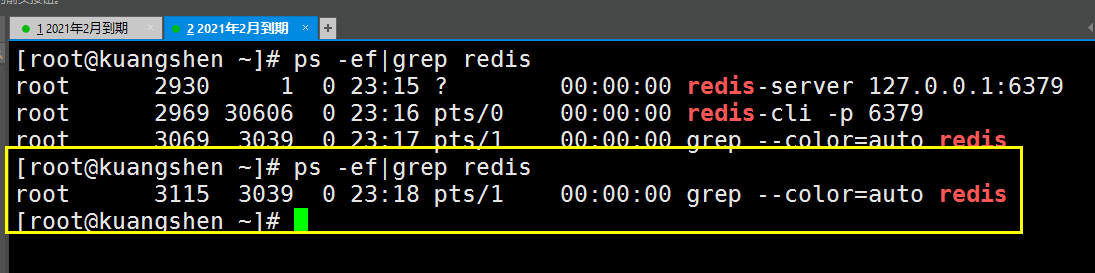 1 2021年2月到期 × 2 2021年2月到期 × +
[root@kuangshen ~]# ps -ef|grep redis
root 2930 1 0 23:15 ? 00:00:00 redis-server 127.0.0.1:6379
root 2969 30606 0 23:16 pts/0 00:00:00 redis-cli -p 6379
root 3069 3039 0 23:17 pts/1 00:00:00 grep --color=auto redis
[root@kuangshen ~]# ps -ef|grep redis
root 3115 3039 0 23:18 pts/1 00:00:00 grep --color=auto redis
[root@kuangshen ~]#